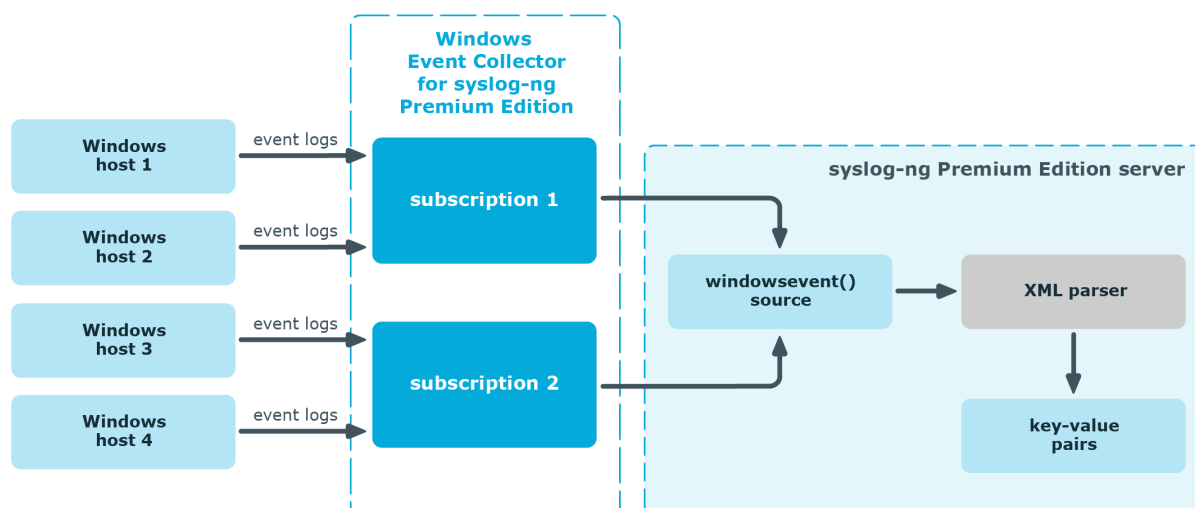 Windows
Event Collector
for syslog-ng
Premium Edition
Windows
host 1
event logs
subscription 1
Windows
host 2
event logs
Windows
host 3
event logs
subscription 2
Windows
host 4
event logs
syslog-ng Premium Edition server
windowsevent()
source
XML parser
key-value
pairs